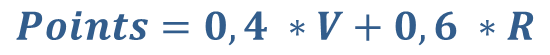 Points = 0,4 * V + 0,6 * R